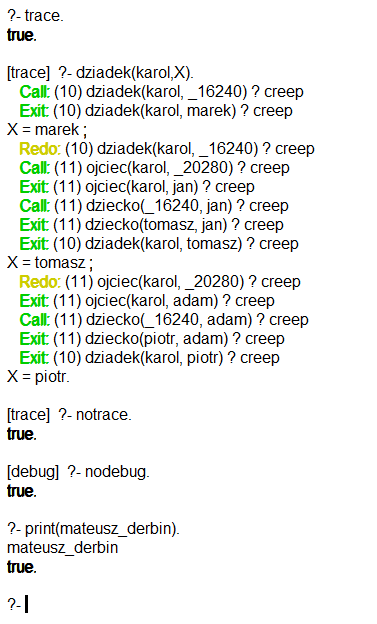 ?- trace.
true.
[trace]  ?- dziadek(karol,X).
Call: (10) dziadek(karol, _16240) ? creep
Exit: (10) dziadek(karol, marek) ? creep
X = marek ;
Redo: (10) dziadek(karol, _16240) ? creep
Call: (11) ojciec(karol, _20280) ? creep
Exit: (11) ojciec(karol, jan) ? creep
Call: (11) dziecko(_16240, jan) ? creep
Exit: (11) dziecko(tomasz, jan) ? creep
Exit: (10) dziadek(karol, tomasz) ? creep
X = tomasz ;
Redo: (11) ojciec(karol, _20280) ? creep
Exit: (11) ojciec(karol, adam) ? creep
Call: (11) dziecko(_16240, adam) ? creep
Exit: (11) dziecko(piotr, adam) ? creep
Exit: (10) dziadek(karol, piotr) ? creep
X = piotr.
[trace]  ?- notrace.
true.
[debug]  ?- nodebug.
true.
?- print(mateusz_derbin).
mateusz_derbin
true.
?-